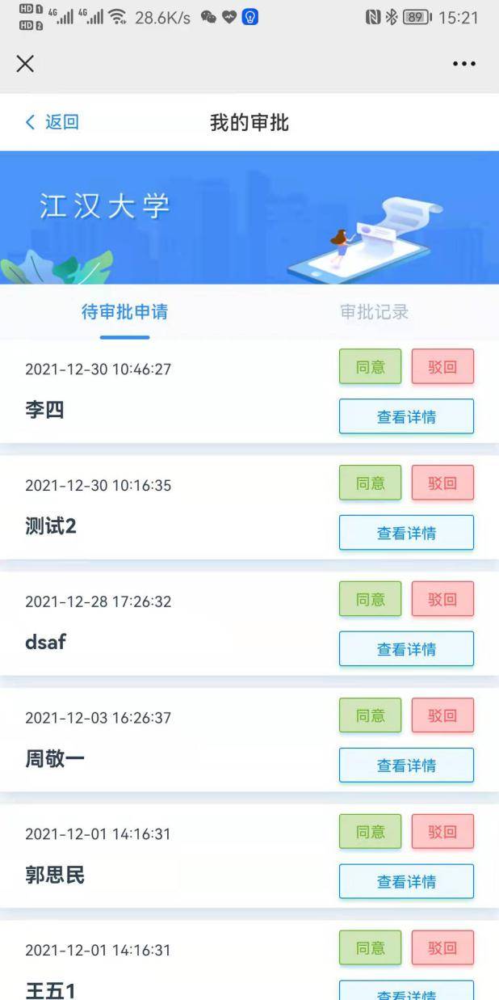 HD 1 4G 4G 28.6K/s 89 15:21
HD 2
返回 我的审批
江汉大学
待审批申请 审批记录
2021-12-30 10:46:27 同意 驳回
李四 查看详情
2021-12-30 10:16:35 同意 驳回
测试2 查看详情
2021-12-28 17:26:32 同意 驳回
dsaf 查看详情
2021-12-03 16:26:37 同意 驳回
周敬一 查看详情
2021-12-01 14:16:31 同意 驳回
郭思民 查看详情
2021-12-01 14:16:31 同意 驳回
王五1 查看详情